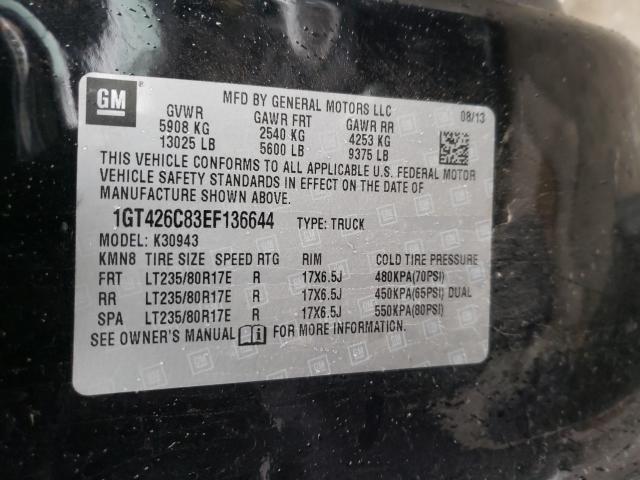 GM
MFD BY GENERAL MOTORS LLC
08/13
GVWR GAWR FRT GAWR RR
5908 KG 2540 KG 4253 KG
13025 LB 5600 LB 9375 LB
THIS VEHICLE CONFORMS TO ALL APPLICABLE U.S. FEDERAL MOTOR
VEHICLE SAFETY STANDARDS IN EFFECT ON THE DATE OF
MANUFACTURE SHOWN ABOVE.
1GT426C83EF136644 TYPE: TRUCK
MODEL: K30943
KMN8 TIRE SIZE SPEED RTG RIM COLD TIRE PRESSURE
FRT LT235/80R17E R 17X6.5J 480KPA(70PSI)
RR LT235/80R17E R 17X6.5J 450KPA(65PSI) DUAL
SPA LT235/80R17E R 17X6.5J 550KPA(80PSI)
SEE OWNER'S MANUAL FOR MORE INFORMATION.